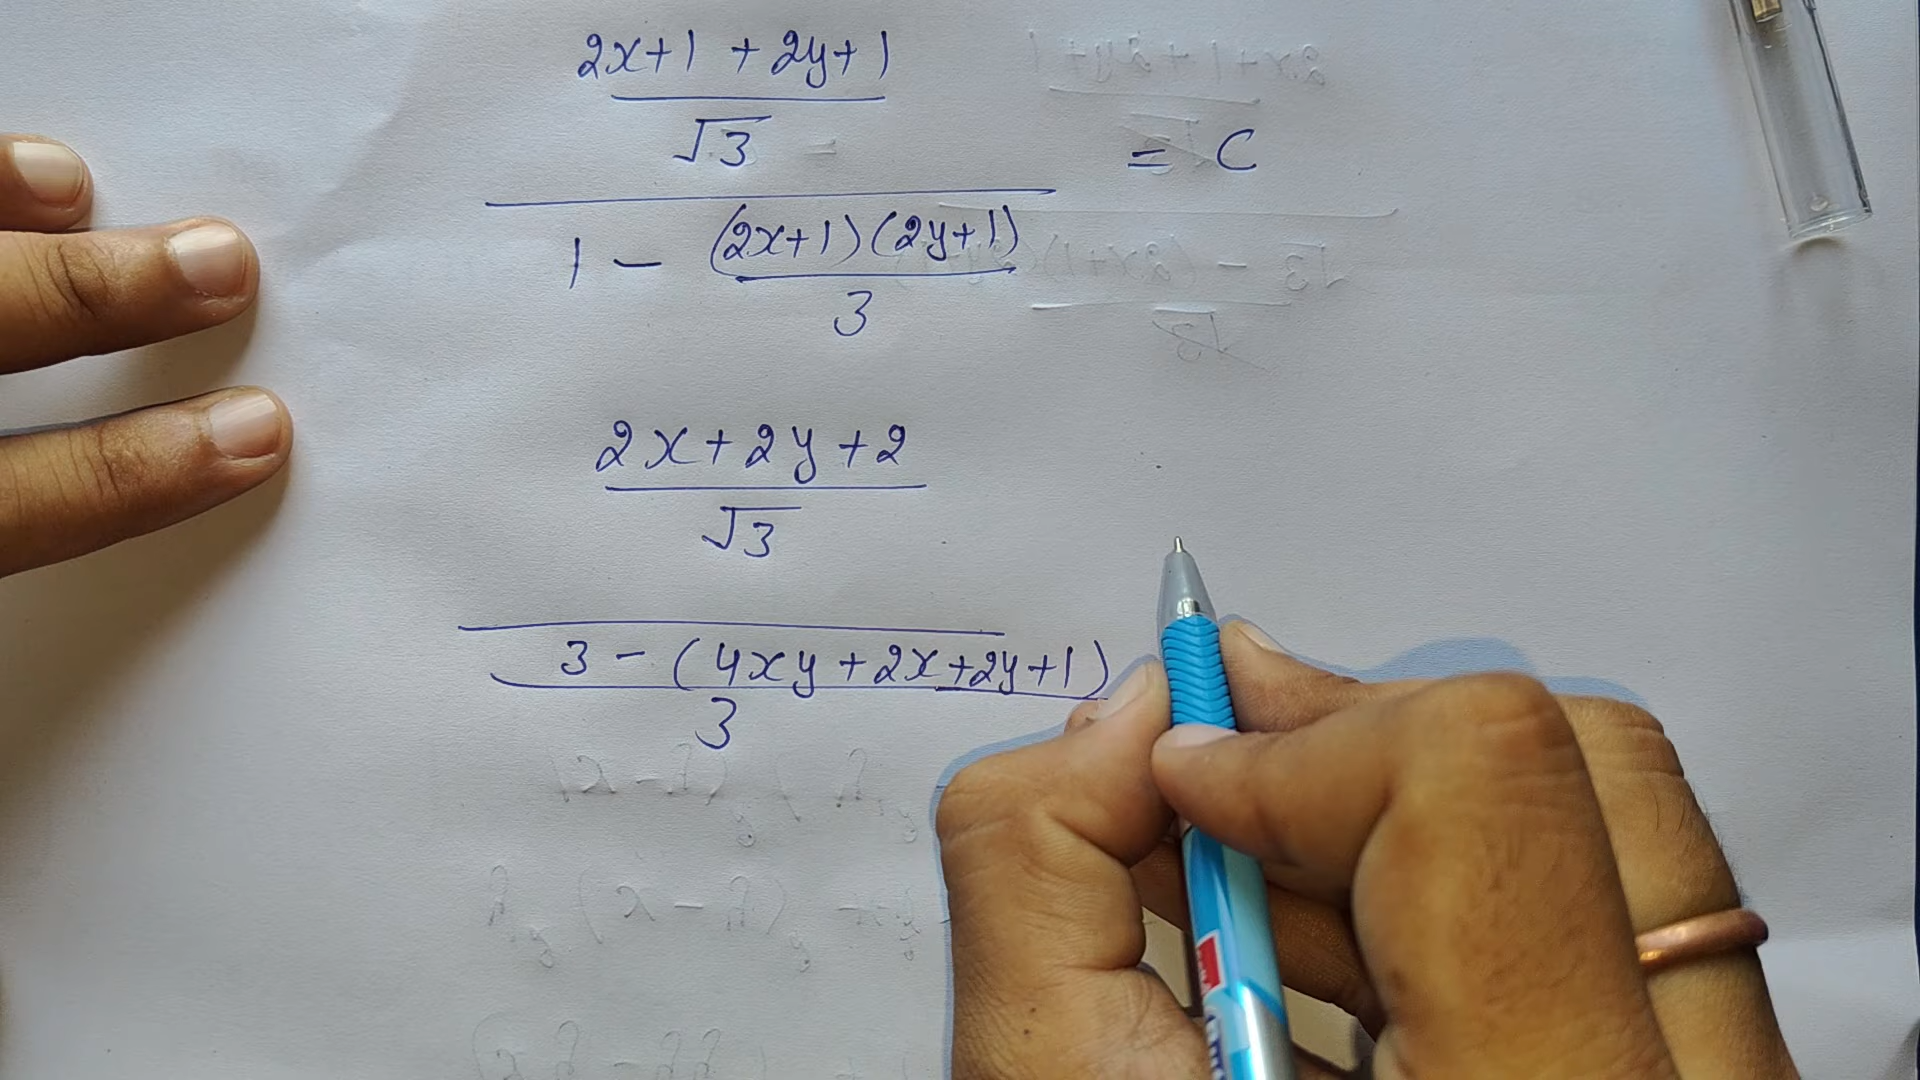 2x+1 + 2y+1
√3
= C
1 - (2x+1)(2y+1)
3
2x+2y+2
√3
3 - (4xy+2x+2y+1)
3